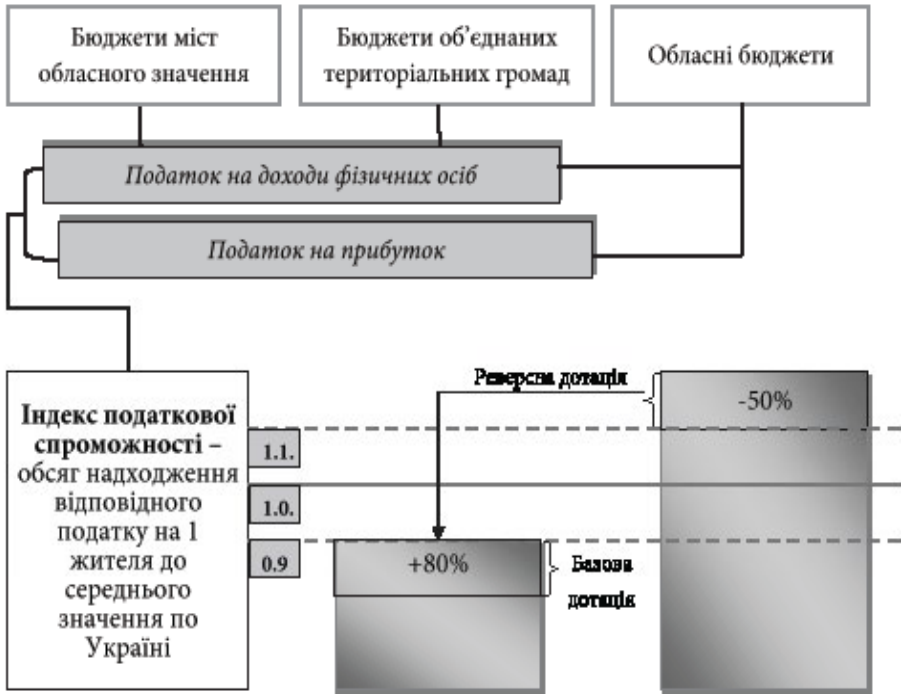 Бюджети міст
обласного значення
Бюджети об’єднаних
територіальних громад
Обласні бюджети
Податок на доходи фізичних осіб
Податок на прибуток
Індекс податкової
спроможності –
обсяг надходження
відповідного
податку на 1
жителя до
середнього
значення по
Україні
1.1.
1.0.
0.9
Реверсна дотація
-50%
+80%
Базова
дотація